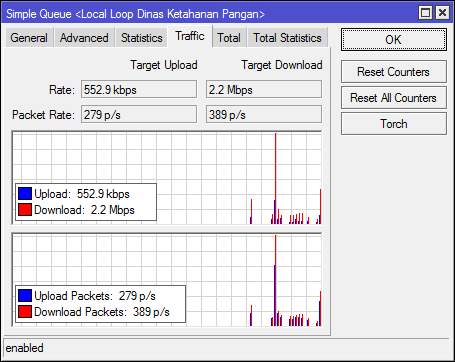 Simple Queue <Local Loop Dinas Ketahanan Pangan>
General Advanced Statistics Traffic Total Total Statistics
Target Upload Target Download
Rate: 552.9 kbps 2.2 Mbps
Packet Rate: 279 p/s 389 p/s
Upload: 552.9 kbps
Download: 2.2 Mbps
Upload Packets: 279 p/s
Download Packets: 389 p/s
OK
Reset Counters
Reset All Counters
Torch
enabled